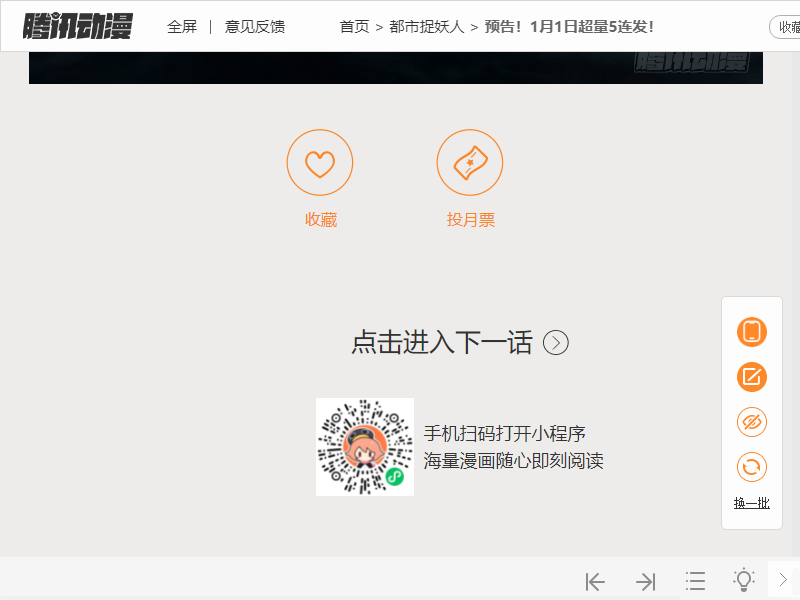 腾讯动漫 全屏 | 意见反馈 首页 > 都市捉妖人 > 预告！1月1日超量5连发！ 收藏
腾讯动漫
收藏 投月票
点击进入下一话
手机扫码打开小程序
海量漫画随心即刻阅读
换一批